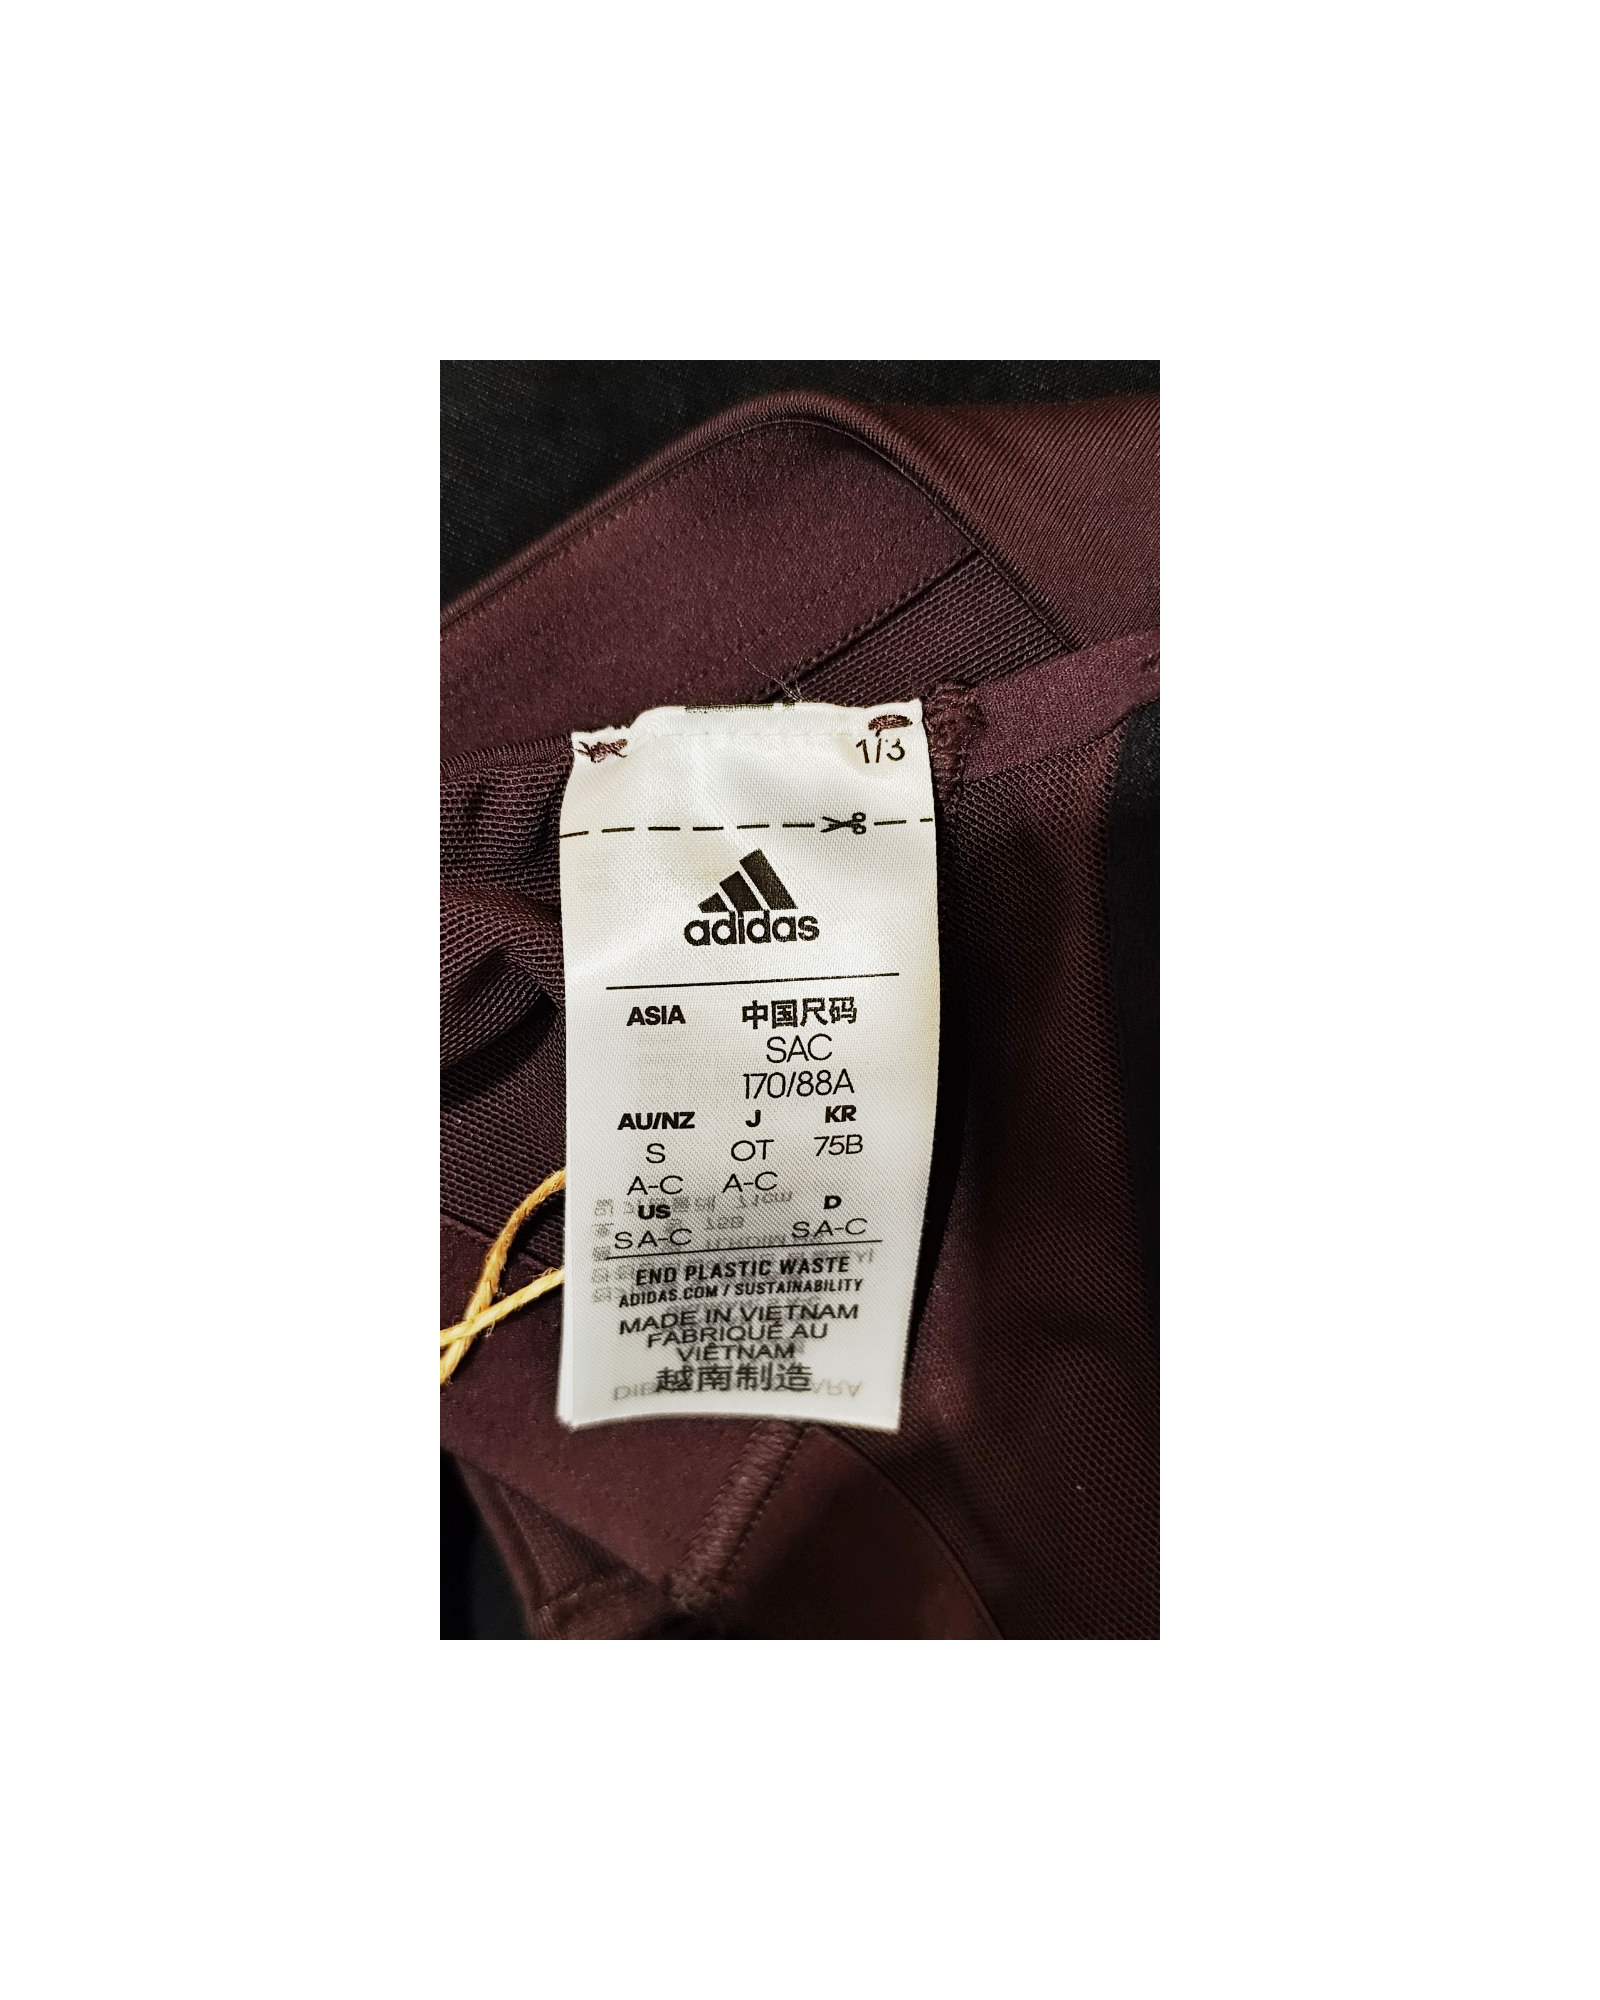 1/3
adidas
ASIA 中国尺码
SAC
170/88A
AU/NZ J KR
S OT 75B
A-C A-C
US D
SA-C SA-C
END PLASTIC WASTE
ADIDAS.COM / SUSTAINABILITY
MADE IN VIETNAM
FABRIQUÉ AU
VIÊTNAM
越南制造